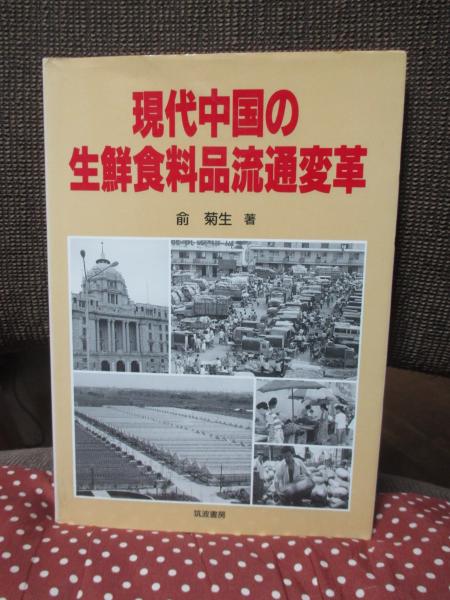 現代中国の
生鮮食料品流通変革
俞 菊生 著
筑波書房